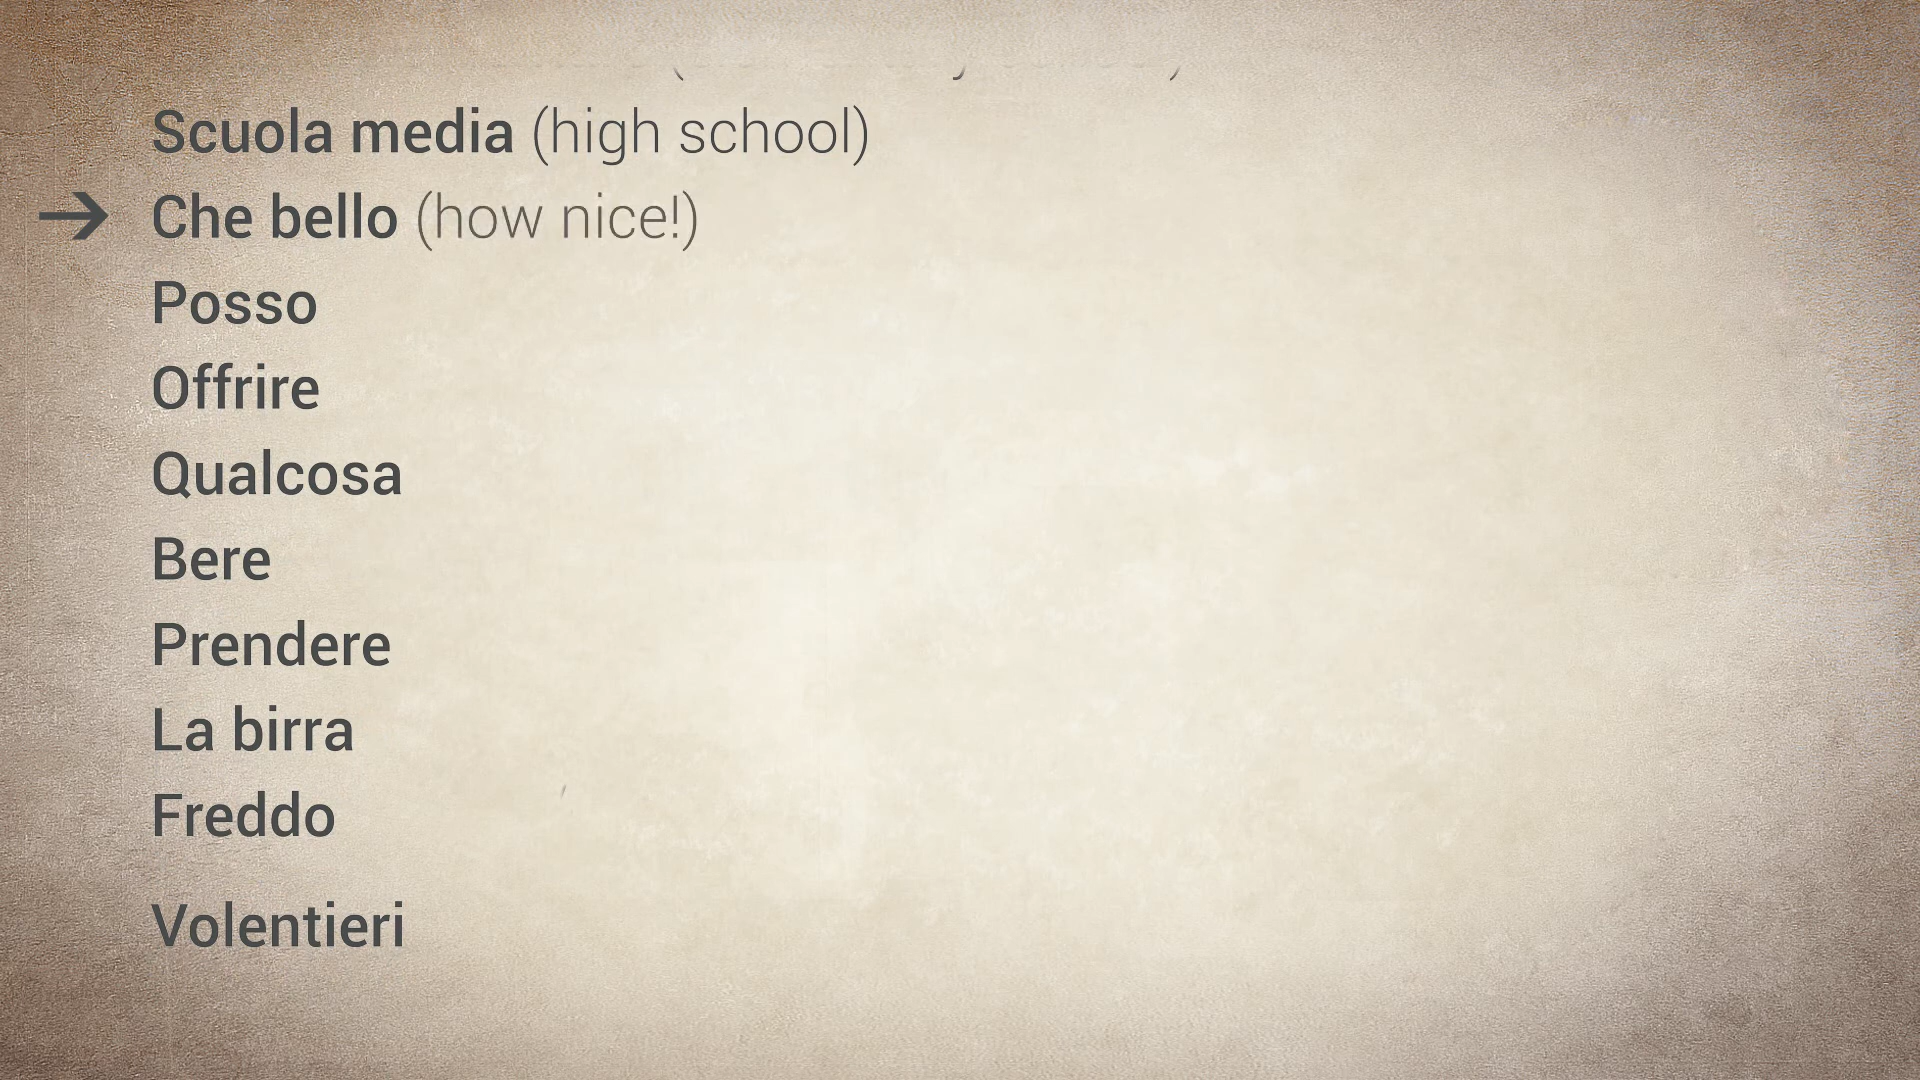 Scuola media (high school)
→ Che bello (how nice!)
Posso
Offrire
Qualcosa
Bere
Prendere
La birra
Freddo
Volentieri